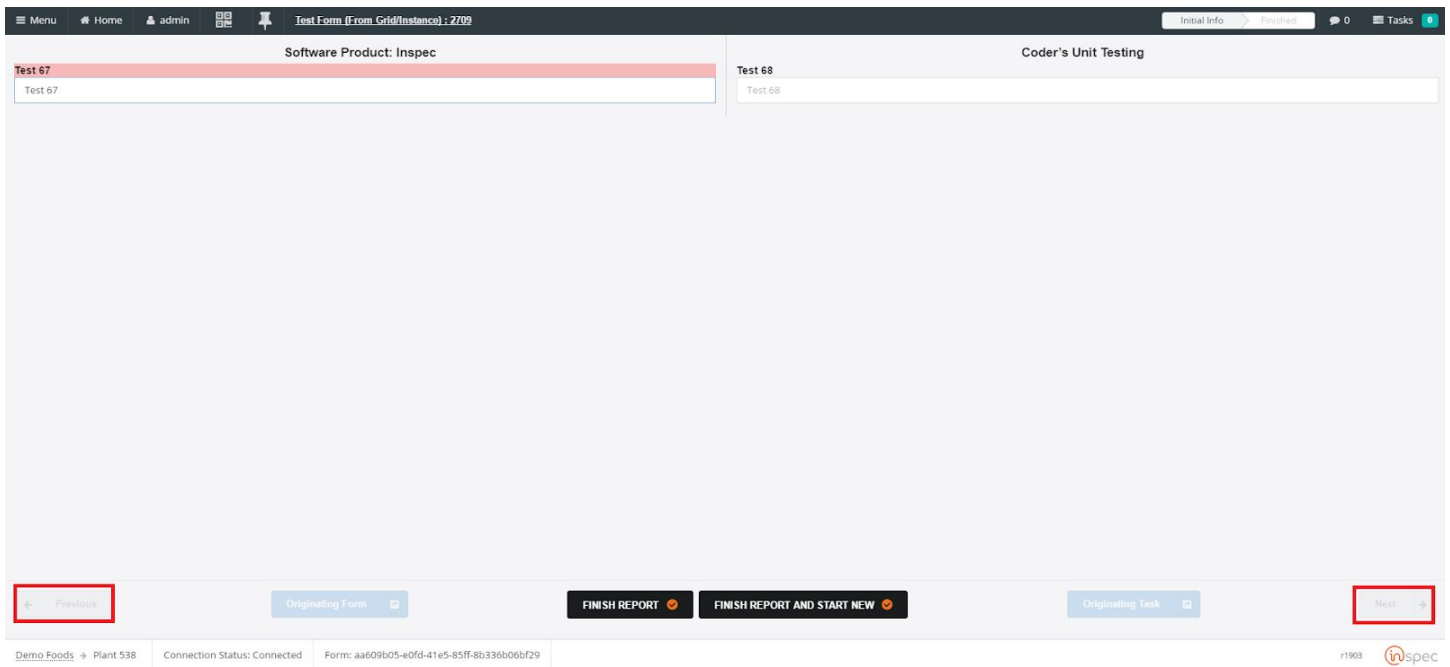 Menu Home admin Test Form (From Grid/Instance) : 2709 Initial Info Finished 0 Tasks 0
Software Product: Inspec
Coder's Unit Testing
Test 67
Test 67
Test 68
Test 68
Previous Originating Form FINISH REPORT FINISH REPORT AND START NEW Originating Task Next
Demo Foods Plant 538 Connection Status: Connected Form: aa609b05-e0fd-41e5-85ff-8b336b06bf29 r1903 inspec